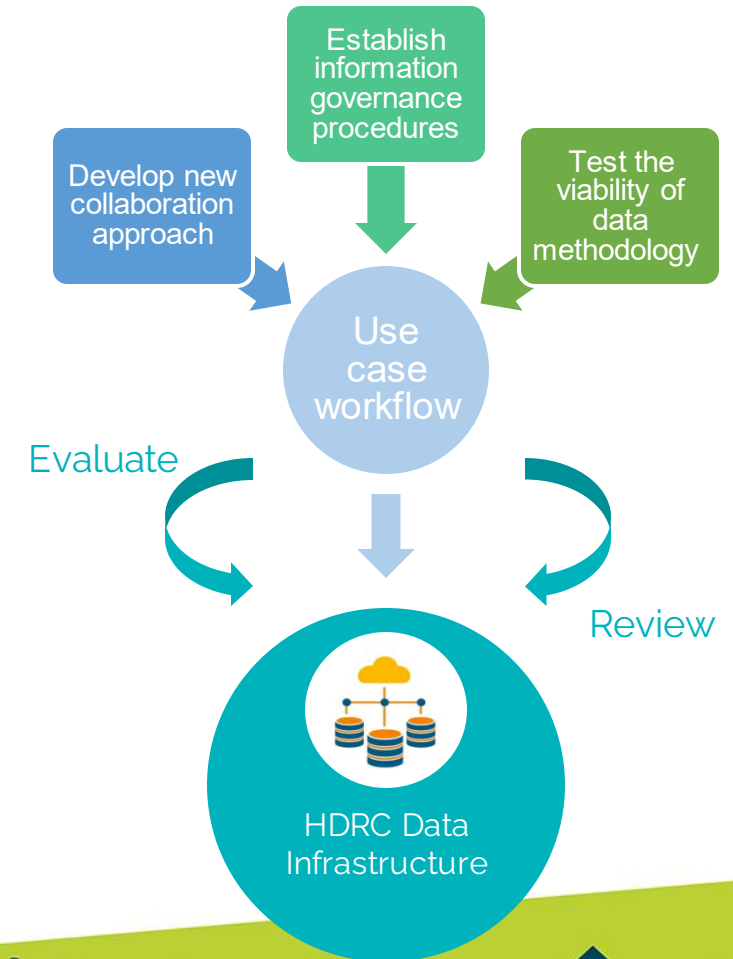 Establish
information
governance
procedures
Develop new
collaboration
approach
Test the
viability of
data
methodology
Use
case
workflow
Evaluate
Review
HDRC Data
Infrastructure